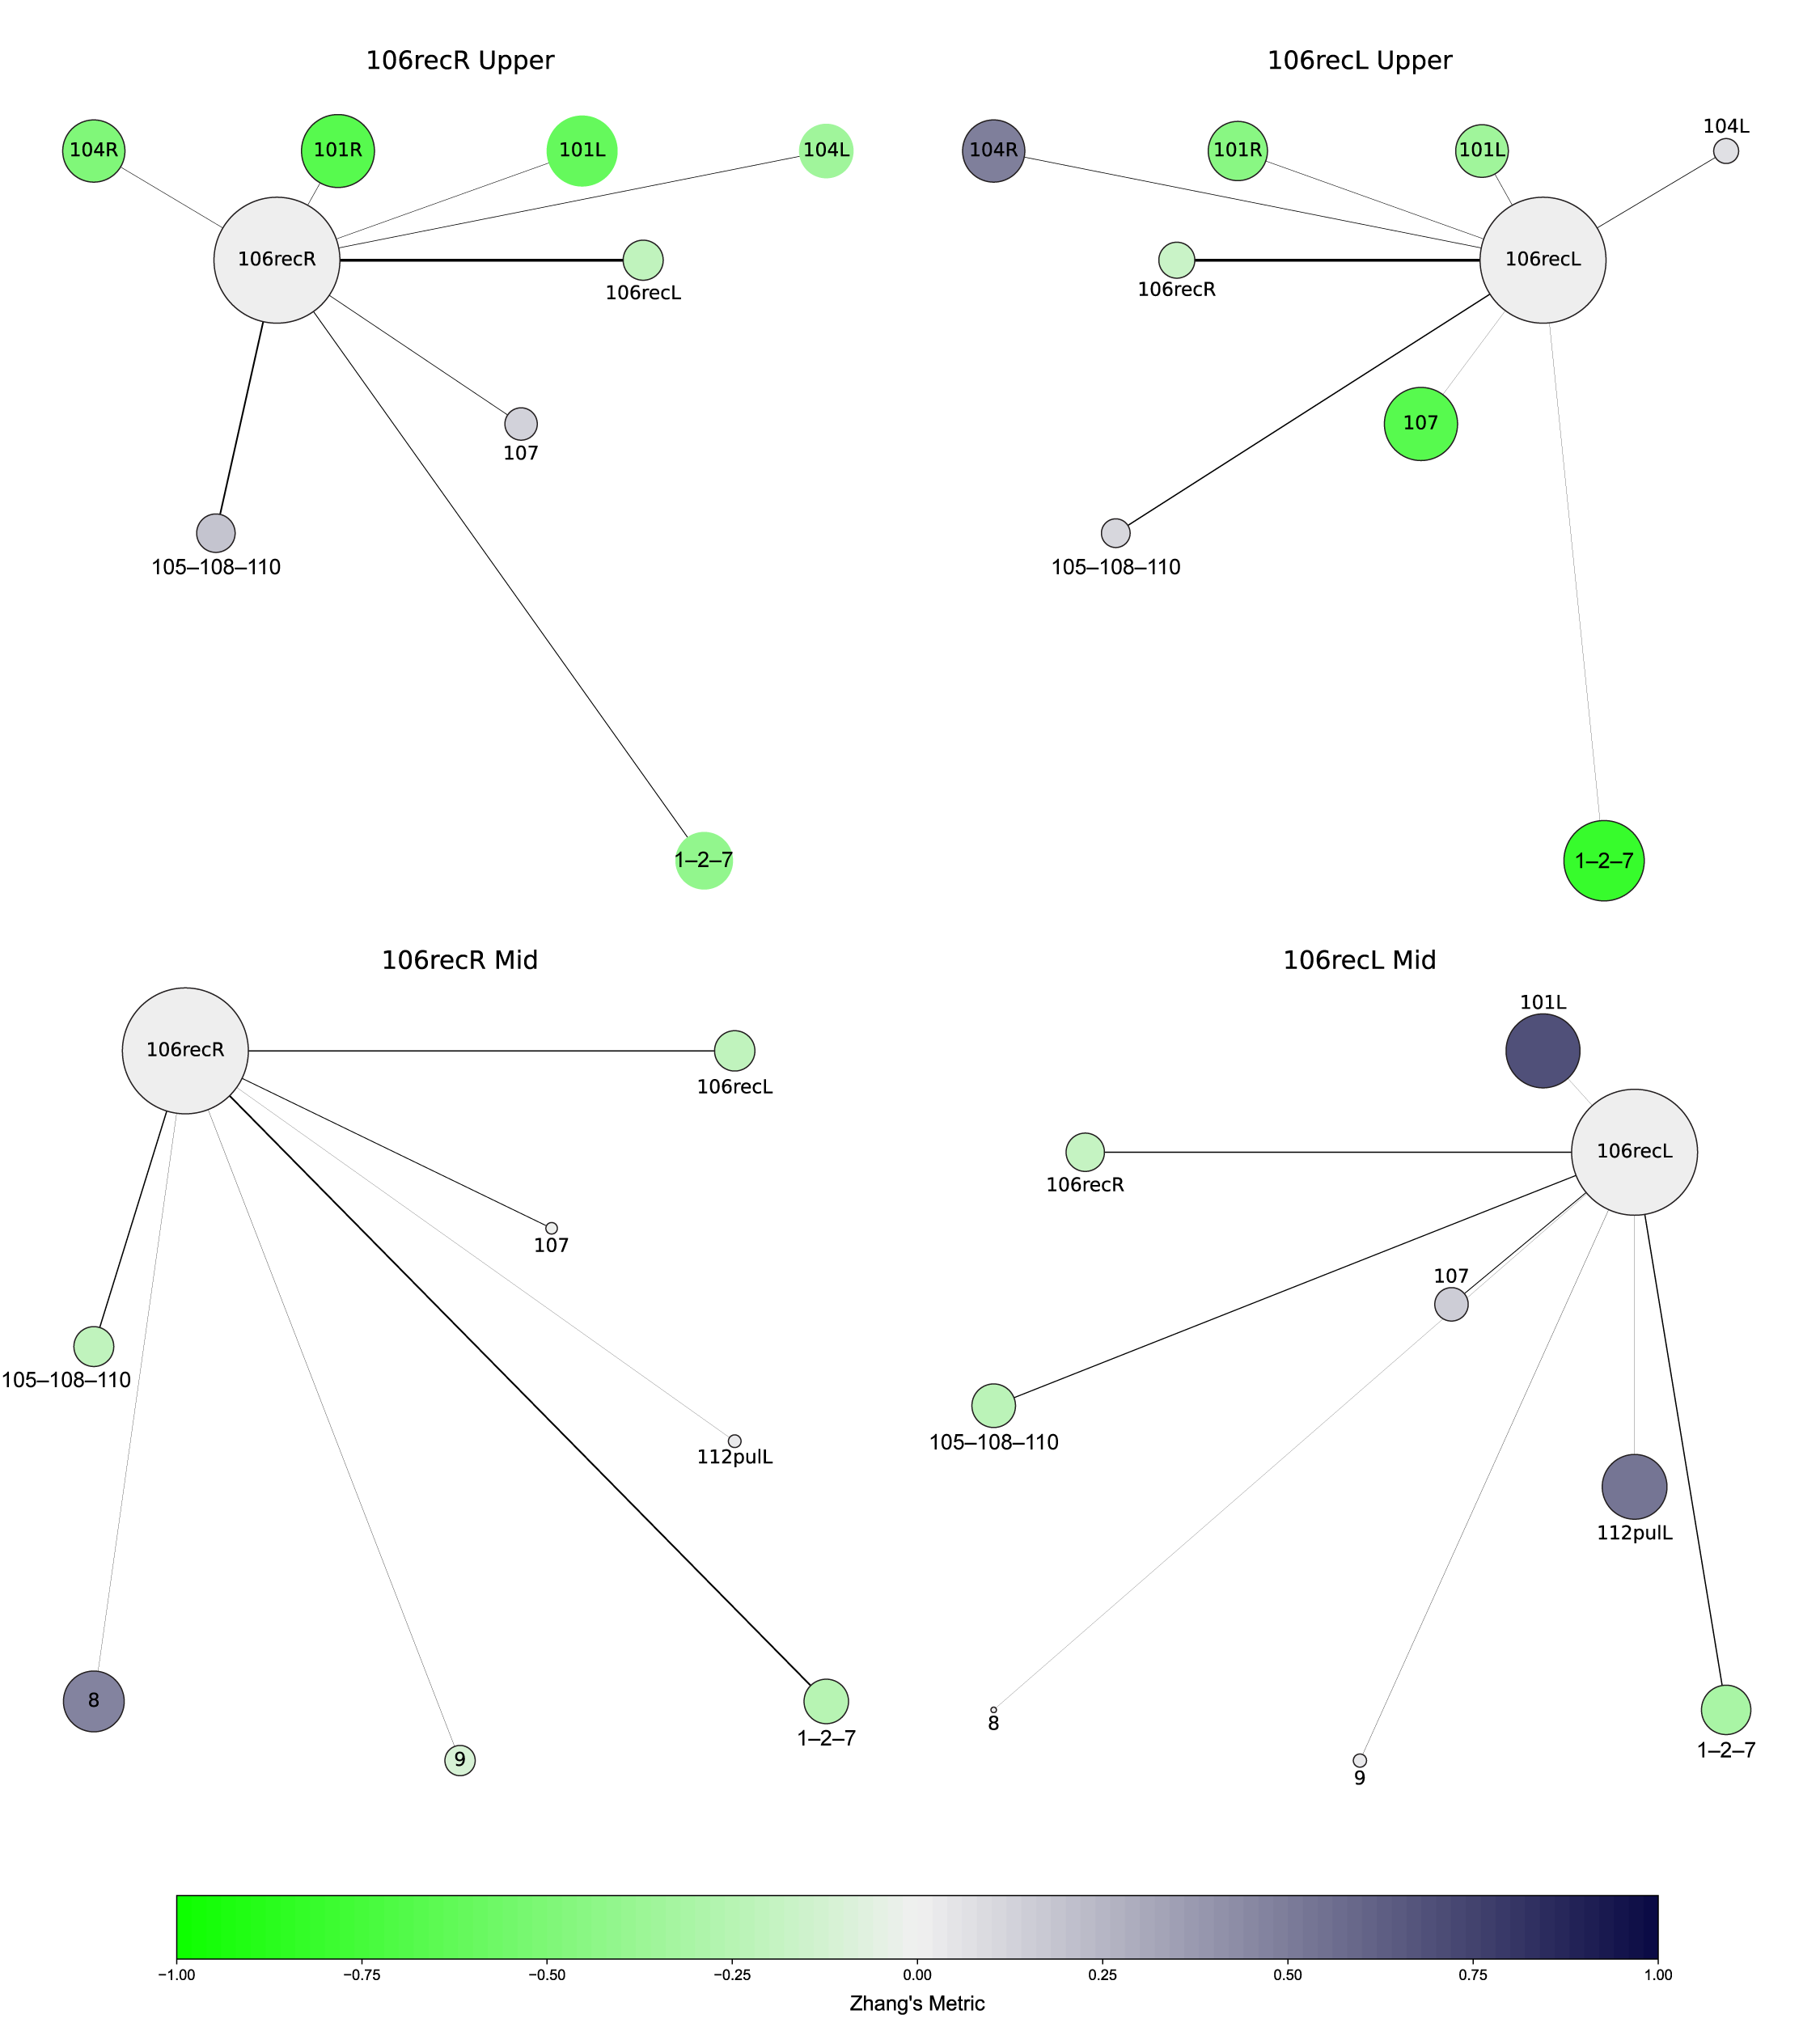 106recR Upper
104R
101R
101L
104L
106recR
106recL
107
105–108–110
1–2–7
106recL Upper
104R
101R
101L
104L
106recL
106recR
107
105–108–110
1–2–7
106recR Mid
106recR
106recL
107
105–108–110
112pulL
8
9
1–2–7
106recL Mid
101L
106recL
106recR
107
105–108–110
112pulL
8
9
1–2–7
−1.00 −0.75 −0.50 −0.25 0.00 0.25 0.50 0.75 1.00
Zhang's Metric